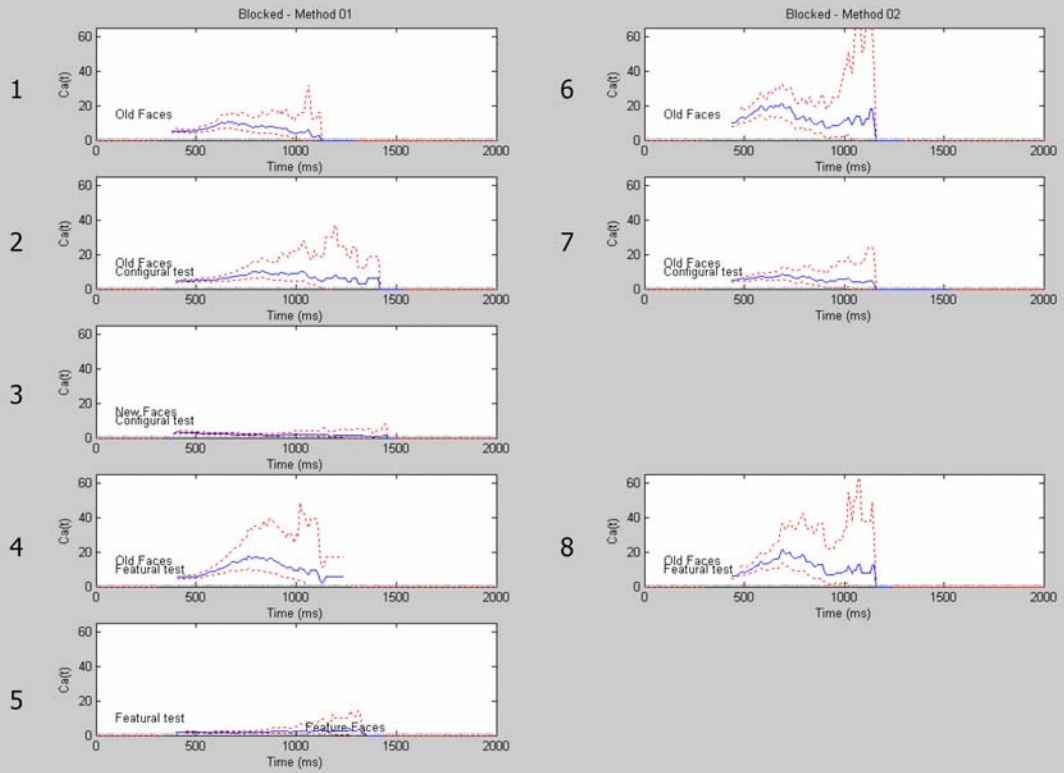 Blocked - Method 01
1
Ca(t)
60
40
20
0
Old Faces
0 500 1000 1500 2000
Time (ms)
2
Ca(t)
60
40
20
0
Old Faces
Configural test
0 500 1000 1500 2000
Time (ms)
3
Ca(t)
60
40
20
0
New Faces
Configural test
0 500 1000 1500 2000
Time (ms)
4
Ca(t)
60
40
20
0
Old Faces
Featural test
0 500 1000 1500 2000
Time (ms)
5
Ca(t)
60
40
20
0
Featural test
Feature Faces
0 500 1000 1500 2000
Time (ms)
Blocked - Method 02
6
Ca(t)
60
40
20
0
Old Faces
0 500 1000 1500 2000
Time (ms)
7
Ca(t)
60
40
20
0
Old Faces
Configural test
0 500 1000 1500 2000
Time (ms)
8
Ca(t)
60
40
20
0
Old Faces
Featural test
0 500 1000 1500 2000
Time (ms)